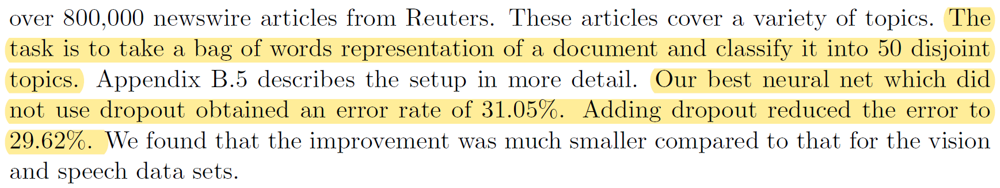 over 800,000 newswire articles from Reuters. These articles cover a variety of topics. The
task is to take a bag of words representation of a document and classify it into 50 disjoint
topics. Appendix B.5 describes the setup in more detail. Our best neural net which did
not use dropout obtained an error rate of 31.05%. Adding dropout reduced the error to
29.62%. We found that the improvement was much smaller compared to that for the vision
and speech data sets.